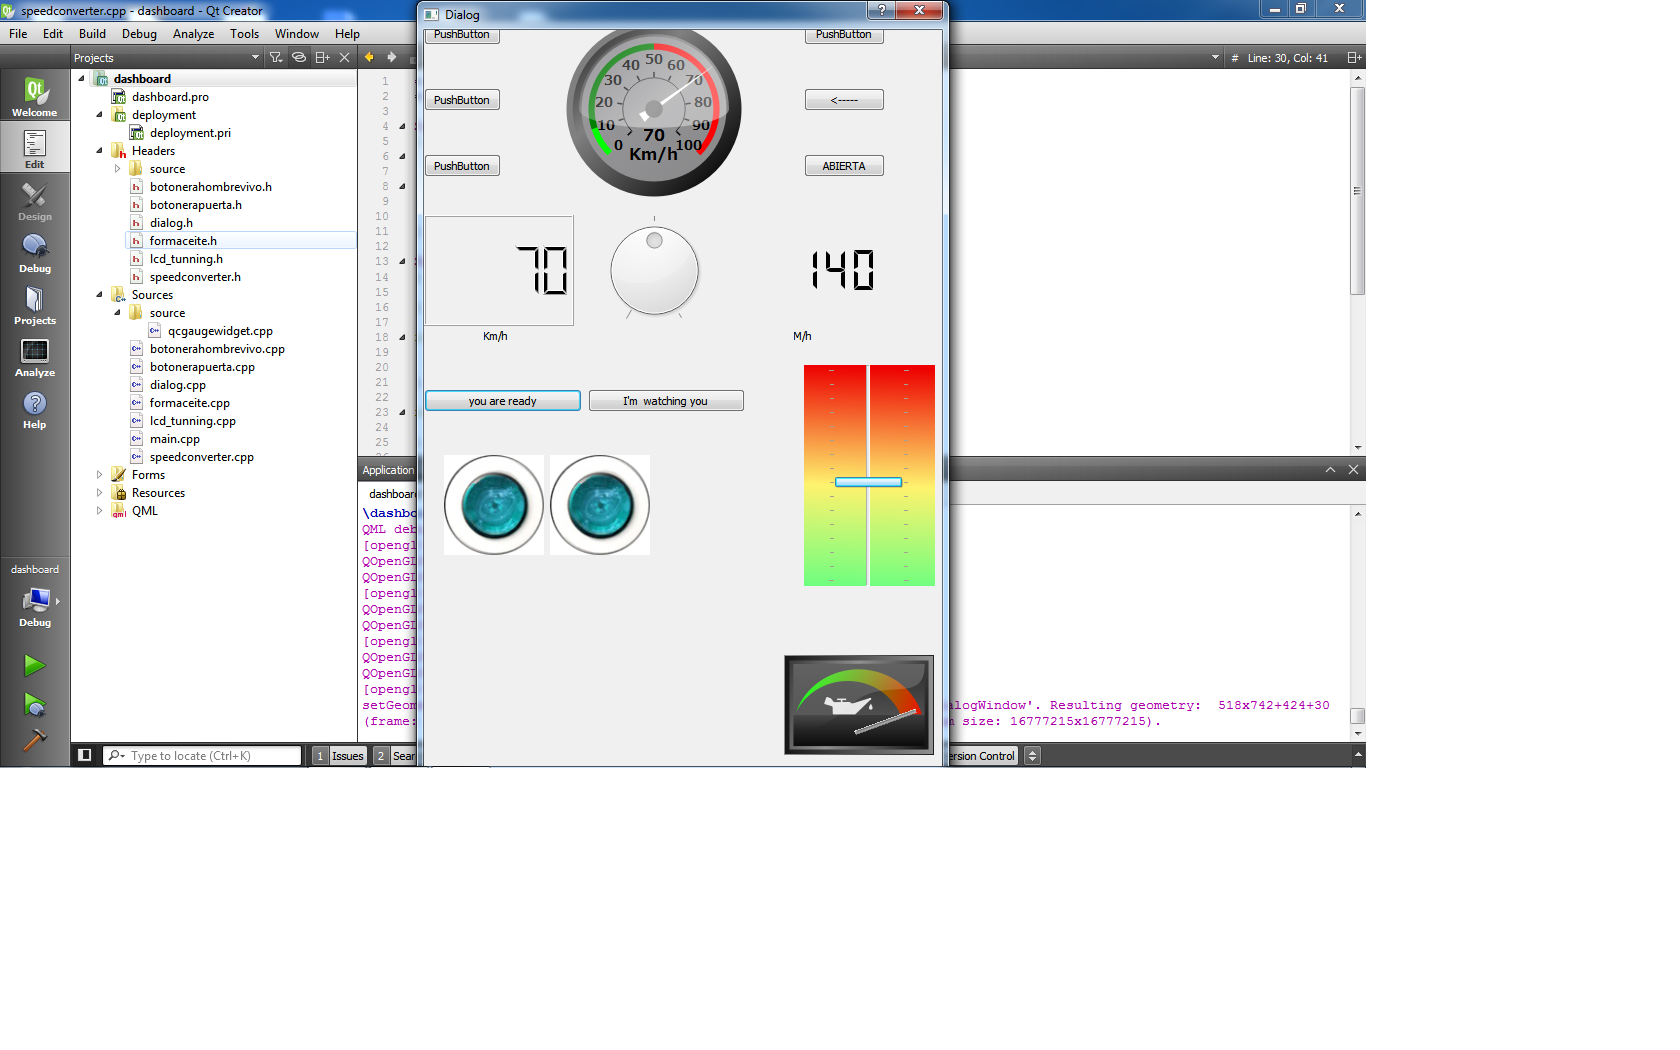 speedconverter.cpp - dashboard - Qt Creator
File Edit Build Debug Analyze Tools Window Help
Projects
Line: 30, Col: 41
Welcome
Edit
Design
Debug
Projects
Analyze
Help
dashboard
Debug
dashboard
dashboard.pro
deployment
deployment.pri
Headers
source
botonerahombrevivo.h
botonerapuerta.h
dialog.h
formaceite.h
lcd_tunning.h
speedconverter.h
Sources
source
qcgaugewidget.cpp
botonerahombrevivo.cpp
botonerapuerta.cpp
dialog.cpp
formaceite.cpp
lcd_tunning.cpp
main.cpp
speedconverter.cpp
Forms
Resources
QML
1
2
3
4
5
6
7
8
9
10
11
12
13
14
15
16
17
18
19
20
21
22
23
24
25
Dialog
PushButton
PushButton
PushButton
PushButton
<-----
ABIERTA
0 10 20 30 40 50 60 70 80 90 100
70
Km/h
70
140
Km/h
M/h
you are ready
I'm watching you
Application
dashboar
\dashbo
QML deb
[opengl
QOpenGL
QOpenGL
[opengl
QOpenGL
QOpenGL
[opengl
QOpenGL
QOpenGL
[opengl
setGeom
alogWindow'. Resulting geometry: 518x742+424+30
(frame:
m size: 16777215x16777215).
Type to locate (Ctrl+K)
1 Issues
2 Sear
ersion Control